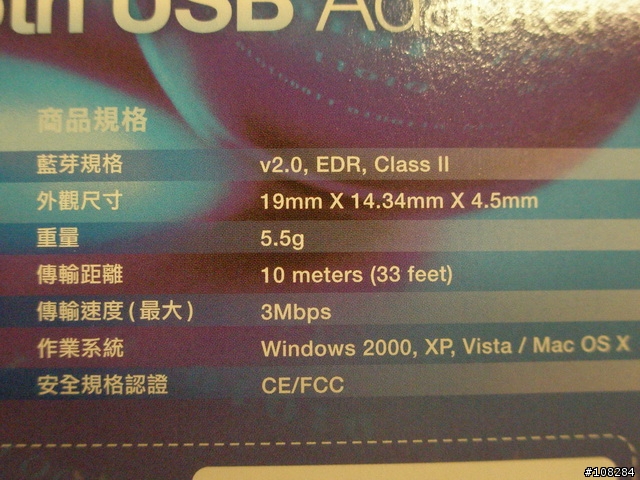 USB Adapter
商品規格
藍芽規格 v2.0, EDR, Class II
外觀尺寸 19mm X 14.34mm X 4.5mm
重量 5.5g
傳輸距離 10 meters (33 feet)
傳輸速度(最大) 3Mbps
作業系統 Windows 2000, XP, Vista / Mac OS X
安全規格認證 CE/FCC
#108284